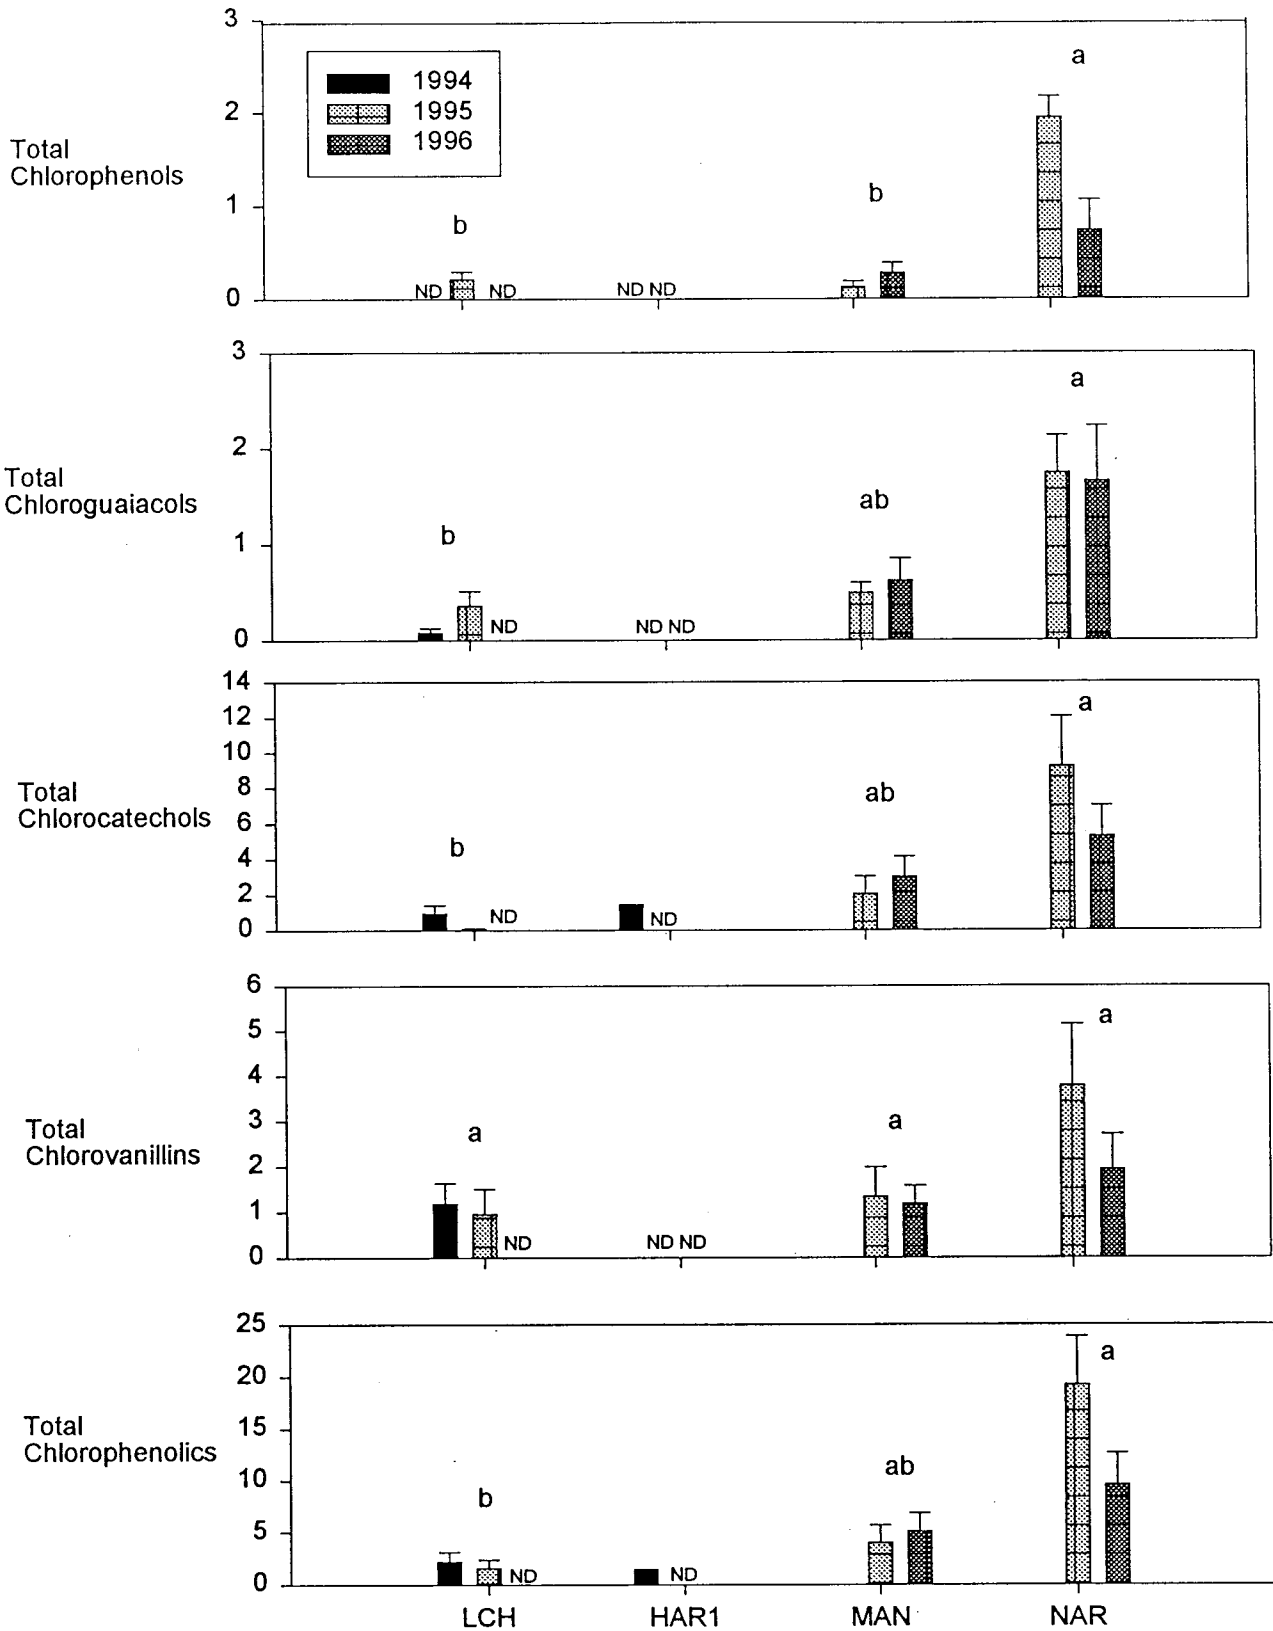 3
2
1
0
Total
Chlorophenols
1994
1995
1996
b
ND ND
ND ND
b
a
3
2
1
0
Total
Chloroguaiacols
b
ND
ND ND
ab
a
14
12
10
8
6
4
2
0
Total
Chlorocatechols
b
ND
ND
ab
a
6
5
4
3
2
1
0
Total
Chlorovanillins
a
ND
ND ND
a
a
25
20
15
10
5
0
Total
Chlorophenolics
b
ND
ND
ab
a
LCH HAR1 MAN NAR